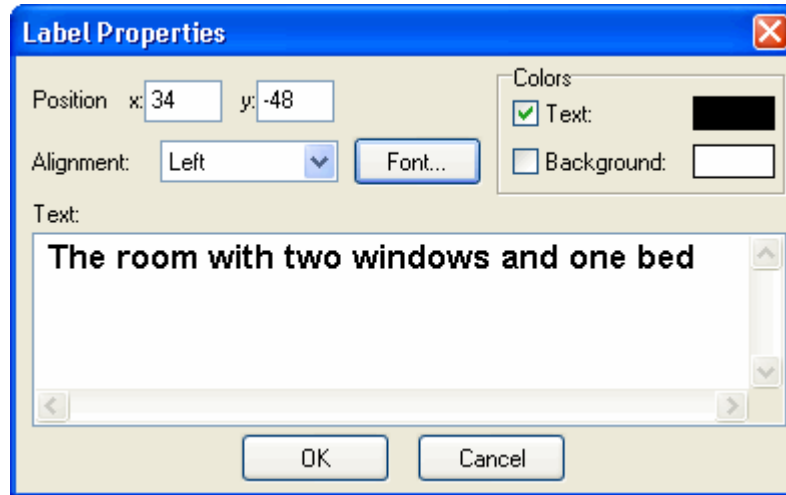 Label Properties
Position x: 34 y: -48
Colors
Text:
Alignment: Left Font... Background:
Text:
The room with two windows and one bed
OK Cancel